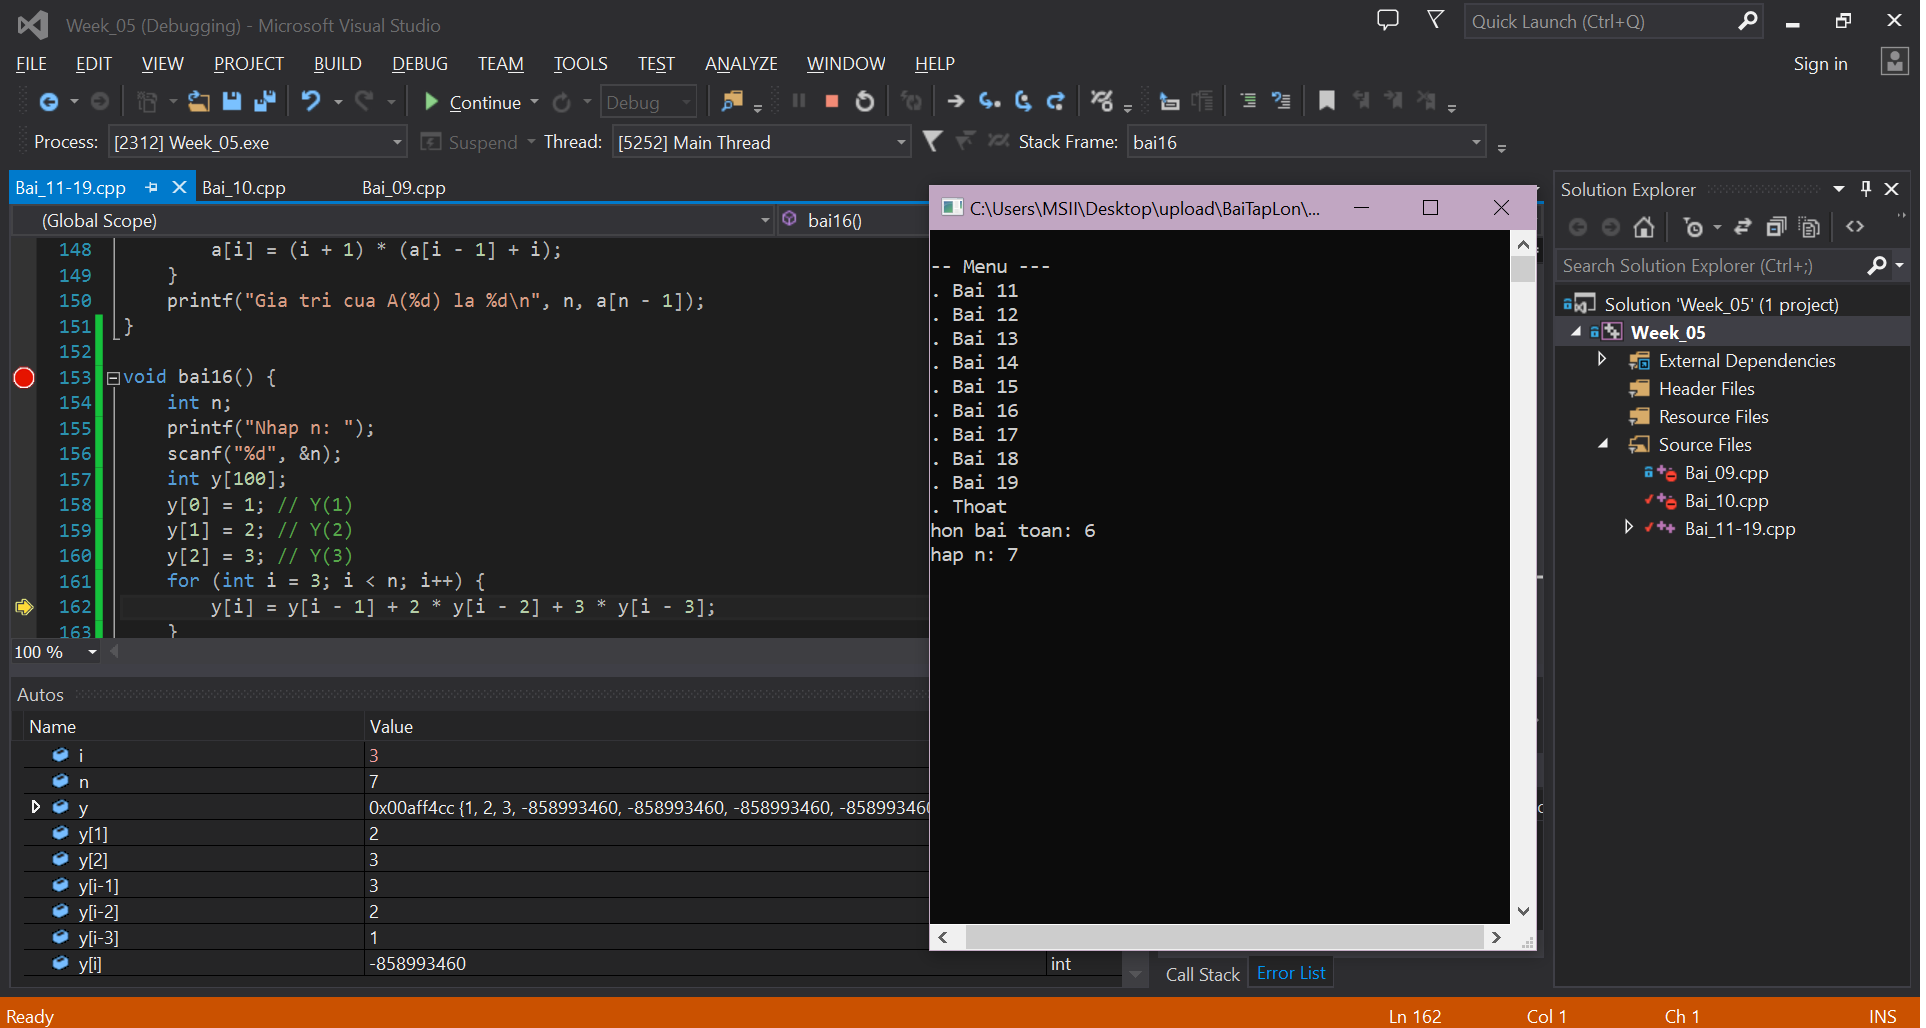 Week_05 (Debugging) - Microsoft Visual Studio
Quick Launch (Ctrl+Q)
FILE EDIT VIEW PROJECT BUILD DEBUG TEAM TOOLS TEST ANALYZE WINDOW HELP
Sign in
Continue
Debug
Process: [2312] Week_05.exe Suspend Thread: [5252] Main Thread Stack Frame: bai16
Bai_11-19.cpp Bai_10.cpp Bai_09.cpp
(Global Scope) bai16()
148 a[i] = (i + 1) * (a[i - 1] + i);
149 }
150 printf("Gia tri cua A(%d) la %d\n", n, a[n - 1]);
151 }
152
153 void bai16() {
154 int n;
155 printf("Nhap n: ");
156 scanf("%d", &n);
157 int y[100];
158 y[0] = 1; // Y(1)
159 y[1] = 2; // Y(2)
160 y[2] = 3; // Y(3)
161 for (int i = 3; i < n; i++) {
162 y[i] = y[i - 1] + 2 * y[i - 2] + 3 * y[i - 3];
163 }
100 %
Autos
Name Value
i 3
n 7
y 0x00aff4cc {1, 2, 3, -858993460, -858993460, -858993460, -858993460
y[1] 2
y[2] 3
y[i-1] 3
y[i-2] 2
y[i-3] 1
y[i] -858993460 int
C:\Users\MSII\Desktop\upload\BaiTapLon\...
-- Menu ---
. Bai 11
. Bai 12
. Bai 13
. Bai 14
. Bai 15
. Bai 16
. Bai 17
. Bai 18
. Bai 19
. Thoat
hon bai toan: 6
hap n: 7
Call Stack Error List
Solution Explorer
Search Solution Explorer (Ctrl+;)
Solution 'Week_05' (1 project)
Week_05
External Dependencies
Header Files
Resource Files
Source Files
Bai_09.cpp
Bai_10.cpp
Bai_11-19.cpp
Ready Ln 162 Col 1 Ch 1 INS